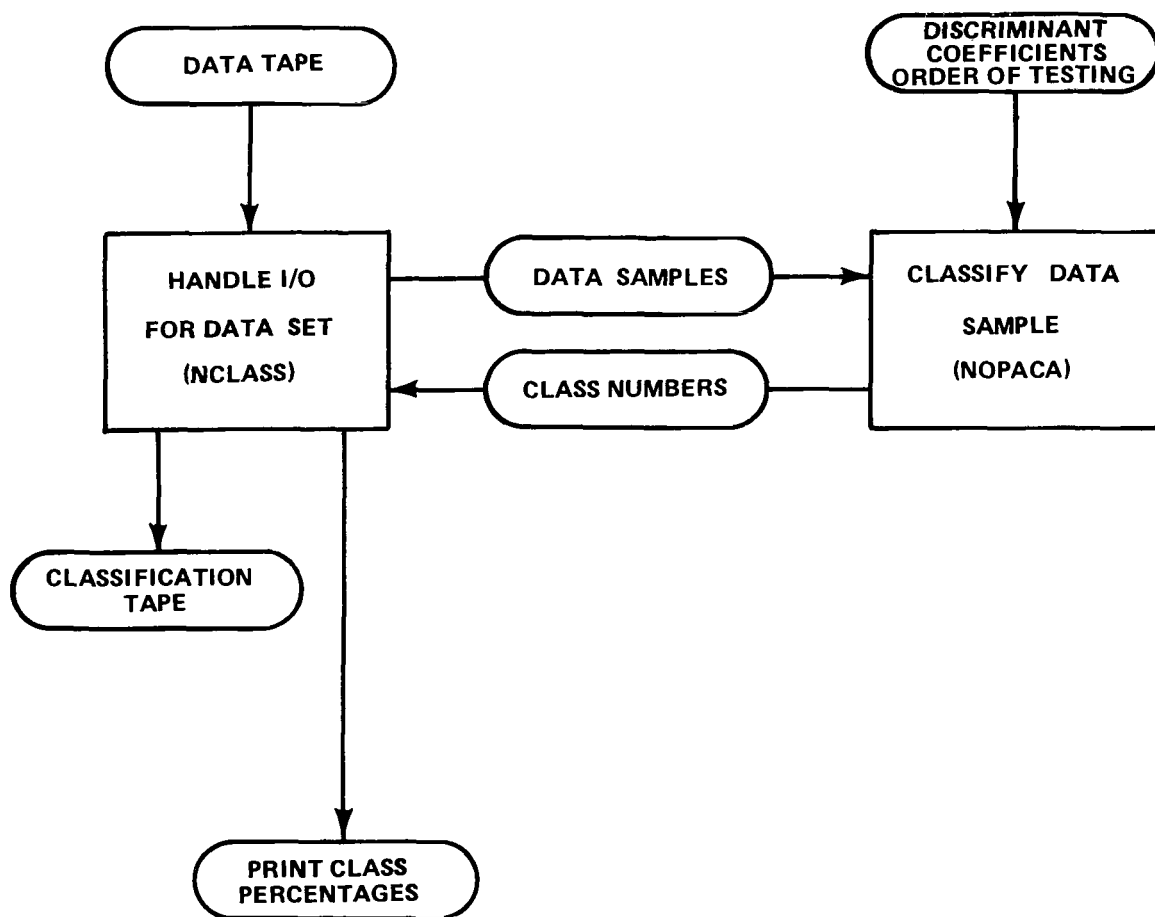 DATA TAPE
DISCRIMINANT
COEFFICIENTS
ORDER OF TESTING
HANDLE I/O
FOR DATA SET
(NCLASS)
DATA SAMPLES
CLASS NUMBERS
CLASSIFY DATA
SAMPLE
(NOPACA)
CLASSIFICATION
TAPE
PRINT CLASS
PERCENTAGES